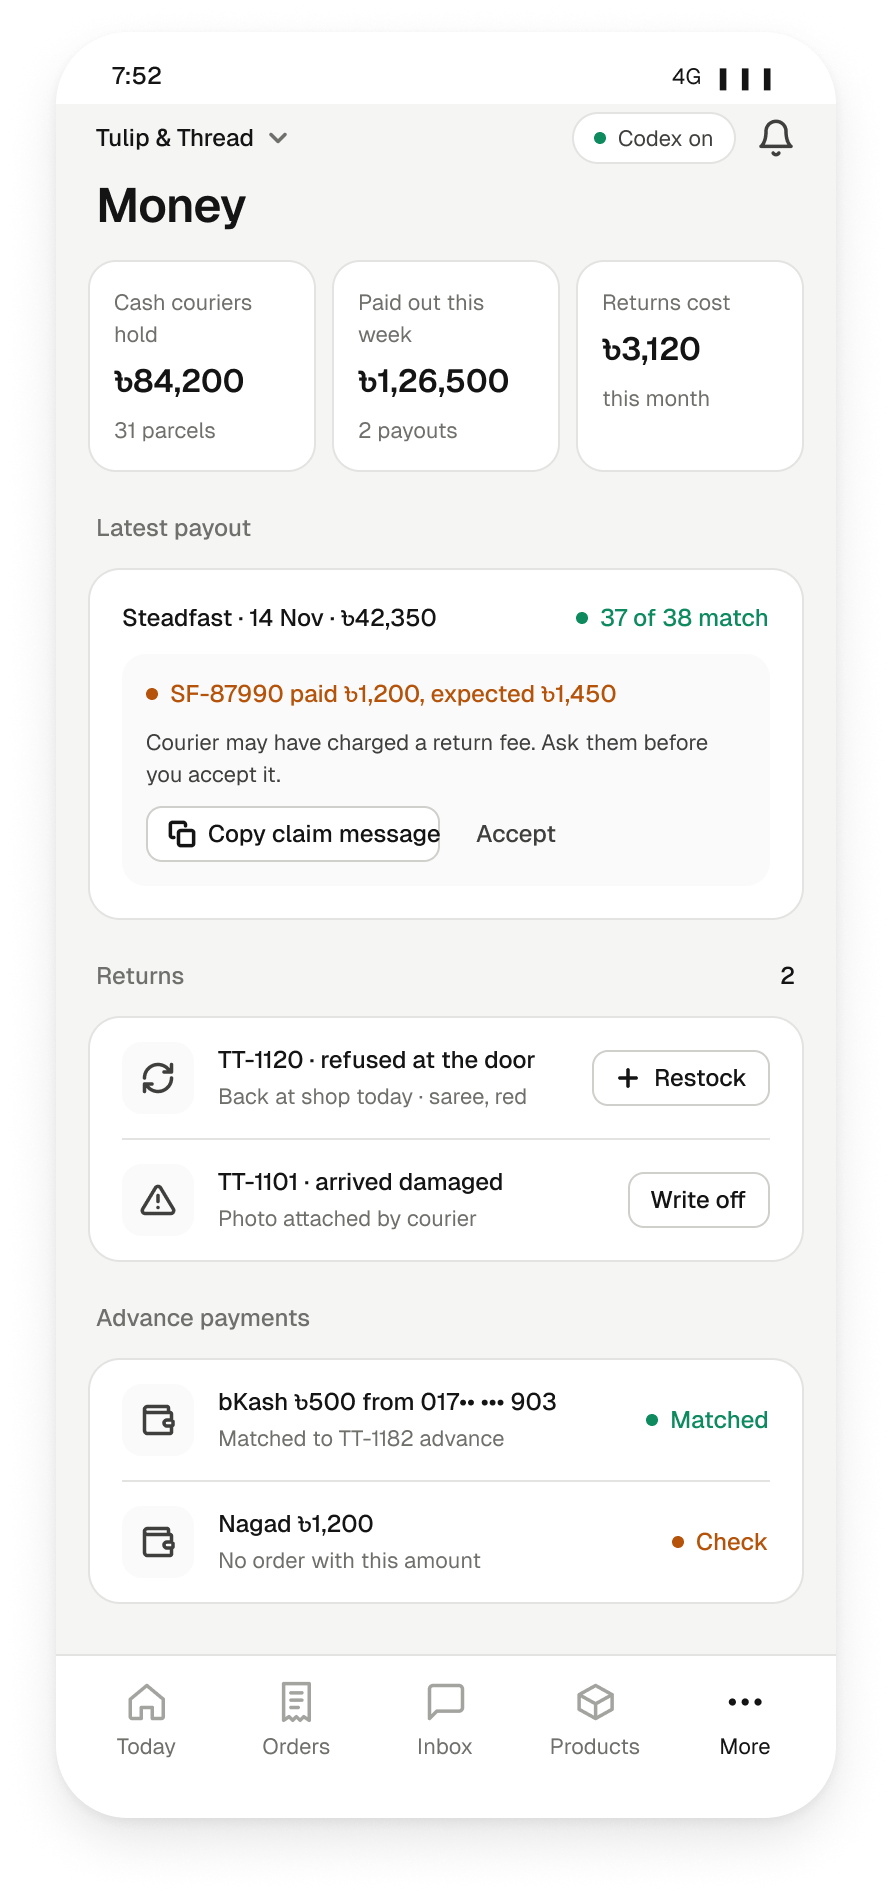 7:52
4G
Tulip & Thread
Codex on
Money
Cash couriers
hold
৳84,200
31 parcels
Paid out this
week
৳1,26,500
2 payouts
Returns cost
৳3,120
this month
Latest payout
Steadfast · 14 Nov · ৳42,350
37 of 38 match
SF-87990 paid ৳1,200, expected ৳1,450
Courier may have charged a return fee. Ask them before
you accept it.
Copy claim message
Accept
Returns
2
TT-1120 · refused at the door
Back at shop today · saree, red
Restock
TT-1101 · arrived damaged
Photo attached by courier
Write off
Advance payments
bKash ৳500 from 017•• ••• 903
Matched to TT-1182 advance
Matched
Nagad ৳1,200
No order with this amount
Check
Today
Orders
Inbox
Products
More